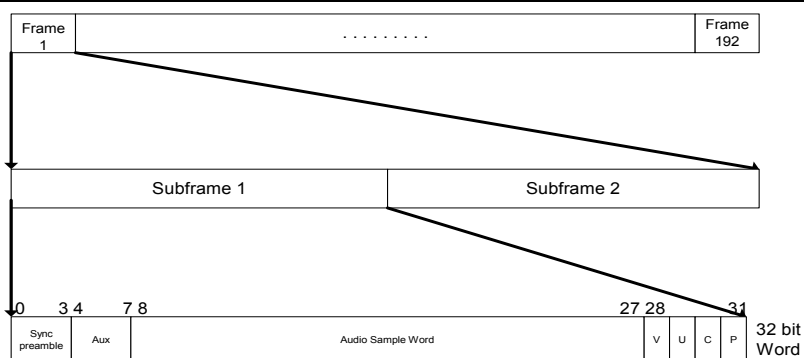 Frame 1
. . . . . . . . .
Frame 192
Subframe 1
Subframe 2
0 3 4 7 8 27 28 31
Sync preamble
Aux
Audio Sample Word
V
U
C
P
32 bit Word